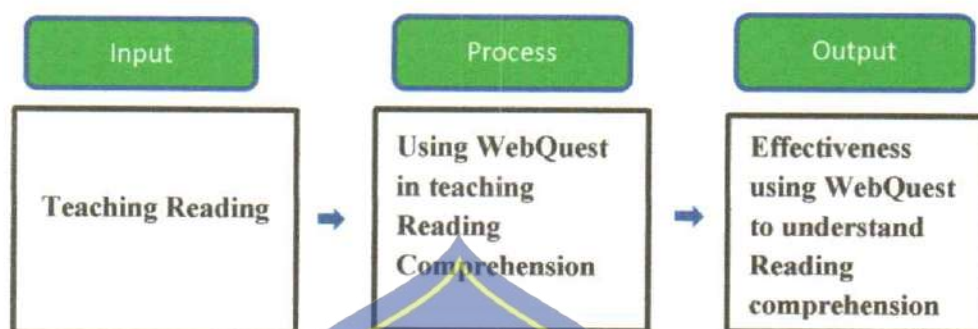 Input
Process
Output
Teaching Reading
Using WebQuest
in teaching
Reading
Comprehension
Effectiveness
using WebQuest
to understand
Reading
comprehension